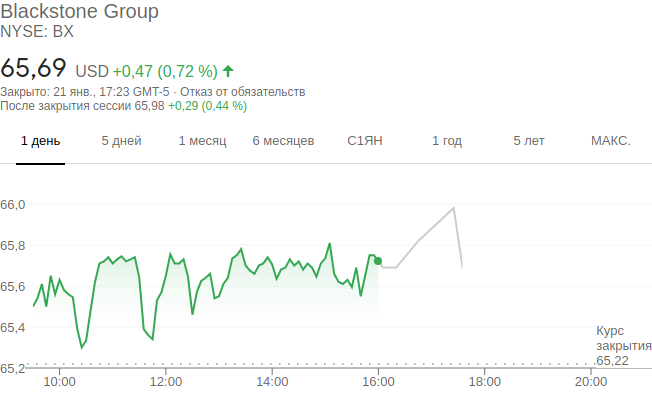 Blackstone Group
NYSE: BX
65,69 USD +0,47 (0,72 %)
Закрыто: 21 янв., 17:23 GMT-5 · Отказ от обязательств
После закрытия сессии 65,98 +0,29 (0,44 %)
1 день 5 дней 1 месяц 6 месяцев С1ЯН 1 год 5 лет МАКС.
66,0
65,8
65,6
65,4
Курс
закрытия
65,22
65,2
10:00 12:00 14:00 16:00 18:00 20:00